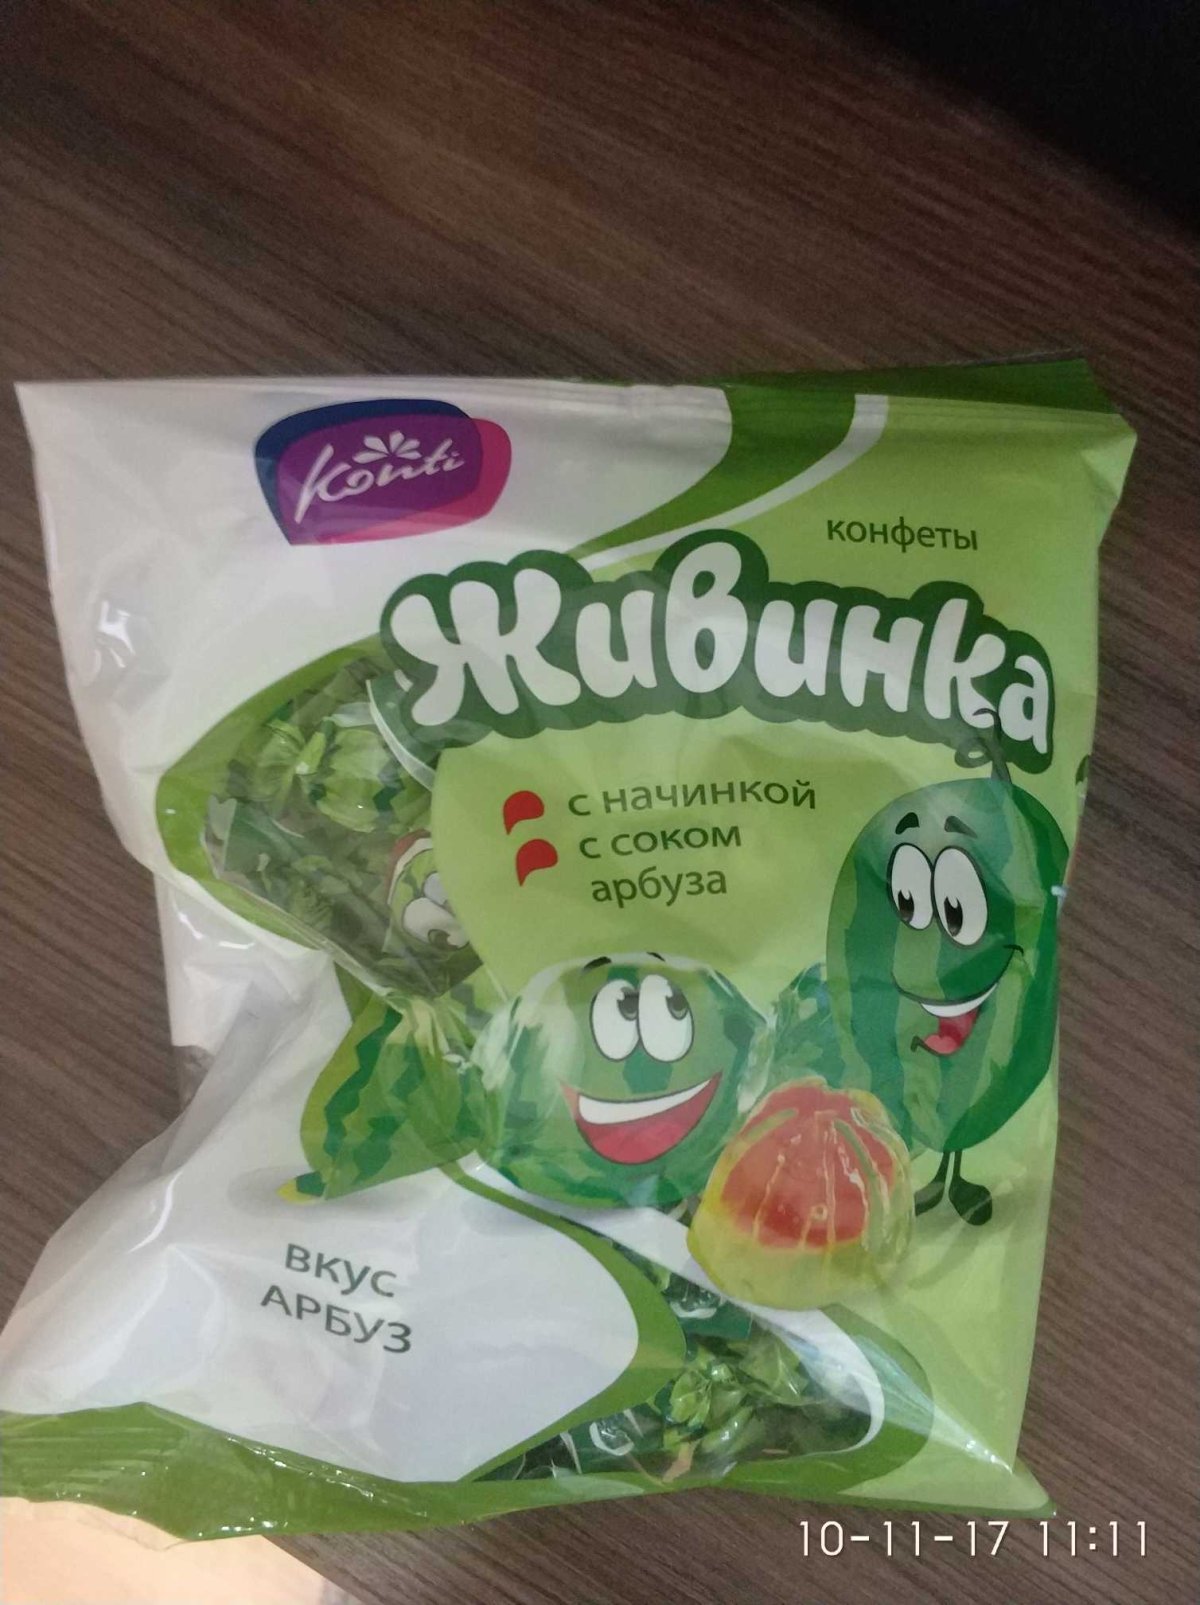 Konti
конфеты
Живинка
с начинкой
с соком
арбуза
вкус
АРБУЗ
10-11-17 11:11